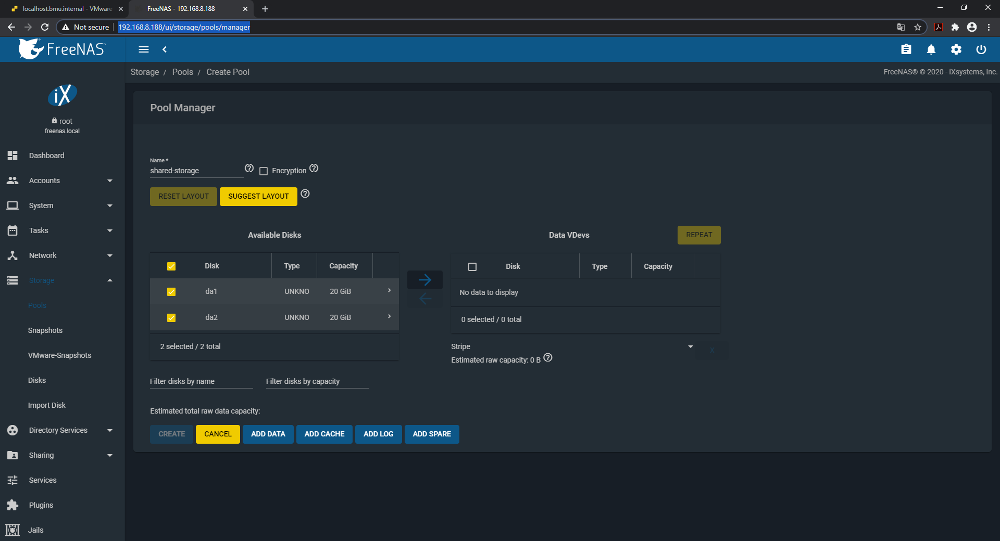 localhost.bmu.internal - VMware
FreeNAS - 192.168.8.188
Not secure
192.168.8.188/ui/storage/pools/manager
FreeNAS™
Storage / Pools / Create Pool
FreeNAS® © 2020 - iXsystems, Inc.
iX
root
freenas.local
Dashboard
Accounts
System
Tasks
Network
Storage
Pools
Snapshots
VMware-Snapshots
Disks
Import Disk
Directory Services
Sharing
Services
Plugins
Jails
Pool Manager
Name *
shared-storage
Encryption
RESET LAYOUT
SUGGEST LAYOUT
Available Disks
Disk Type Capacity
da1 UNKNO 20 GiB
da2 UNKNO 20 GiB
2 selected / 2 total
Filter disks by name
Filter disks by capacity
Data VDevs
REPEAT
Disk Type Capacity
No data to display
0 selected / 0 total
Stripe
X
Estimated raw capacity: 0 B
Estimated total raw data capacity:
CREATE
CANCEL
ADD DATA
ADD CACHE
ADD LOG
ADD SPARE